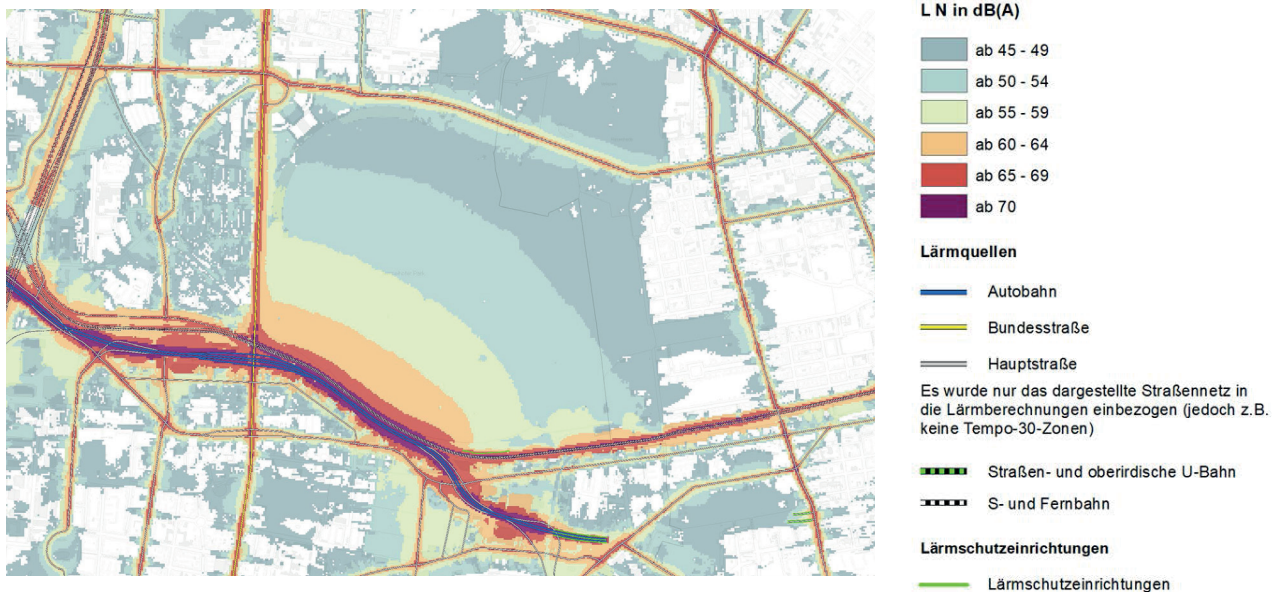 L N in dB(A)
ab 45 - 49
ab 50 - 54
ab 55 - 59
ab 60 - 64
ab 65 - 69
ab 70
Lärmquellen
Autobahn
Bundesstraße
Hauptstraße
Es wurde nur das dargestellte Straßennetz in
die Lärmberechnungen einbezogen (jedoch z.B.
keine Tempo-30-Zonen)
Straßen- und oberirdische U-Bahn
S- und Fernbahn
Lärmschutzeinrichtungen
Lärmschutzeinrichtungen